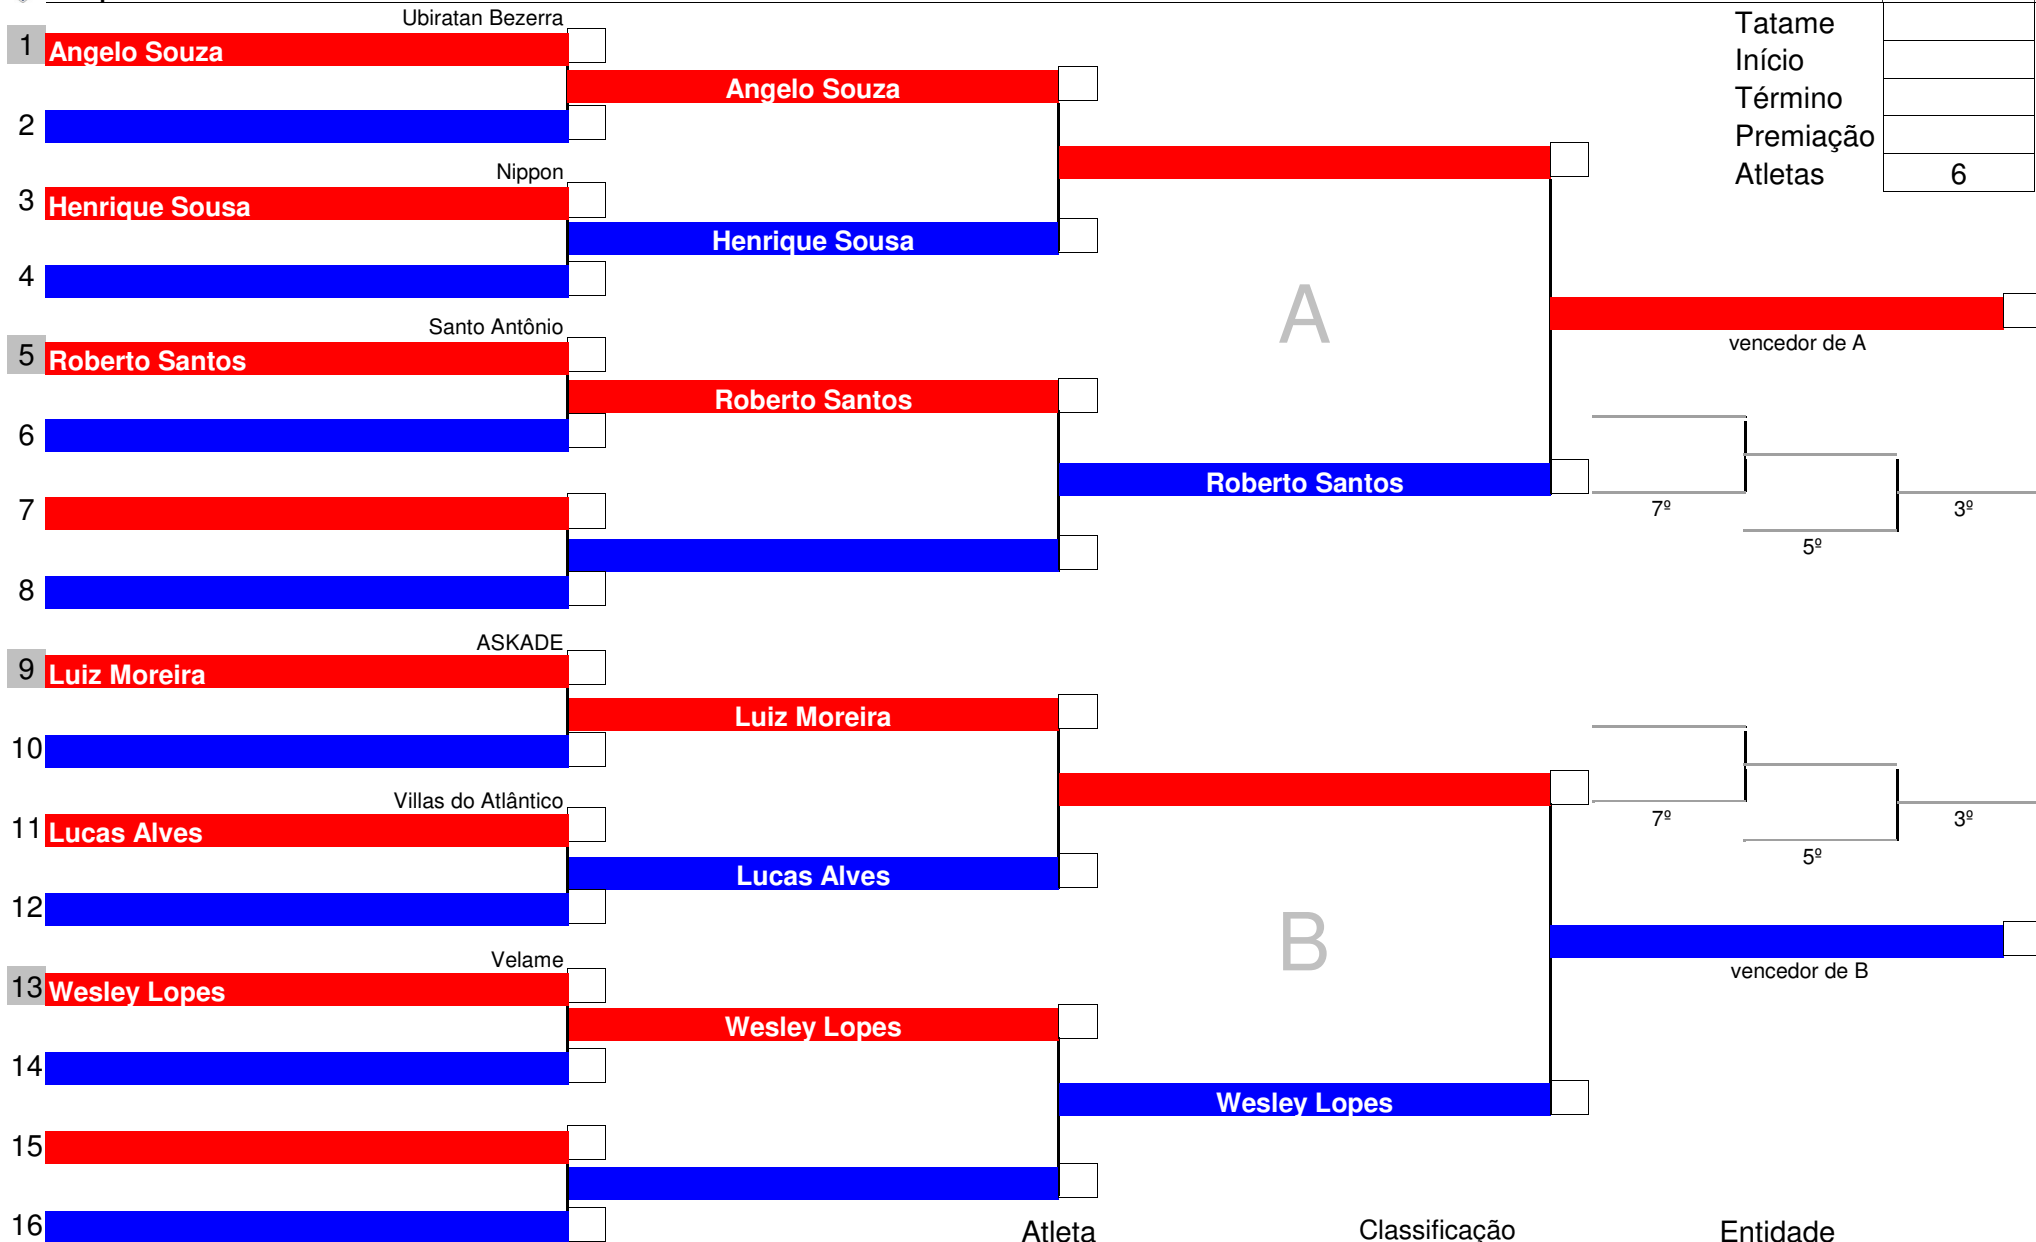 Ubiratan Bezerra
Tatame
1 Angelo Souza
Início
Angelo Souza
Término
2
Premiação
Nippon
Atletas 6
3 Henrique Sousa
Henrique Sousa
4
A
Santo Antônio
vencedor de A
5 Roberto Santos
Roberto Santos
6
Roberto Santos
7
7º 3º
5º
8
ASKADE
9 Luiz Moreira
Luiz Moreira
10
Villas do Atlântico
7º 3º
11 Lucas Alves
5º
Lucas Alves
12
B
Velame
vencedor de B
13 Wesley Lopes
Wesley Lopes
14
Wesley Lopes
15
16
Atleta Classificação Entidade